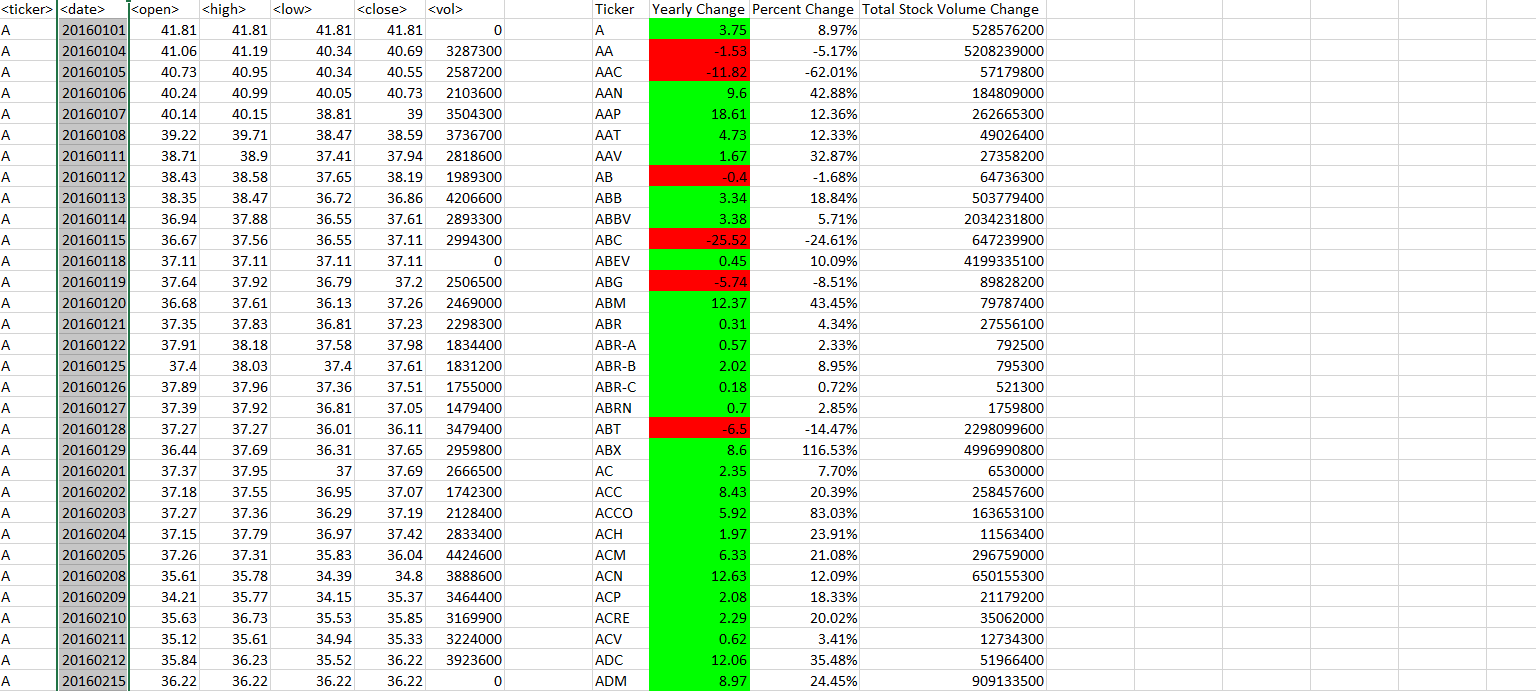 <ticker> <date> <open> <high> <low> <close> <vol> Ticker Yearly Change Percent Change Total Stock Volume Change
A 20160101 41.81 41.81 41.81 41.81 0 A 3.75 8.97% 528576200
A 20160104 41.06 41.19 40.34 40.69 3287300 AA -1.53 -5.17% 5208239000
A 20160105 40.73 40.95 40.34 40.55 2587200 AAC -11.82 -62.01% 57179800
A 20160106 40.24 40.99 40.05 40.73 2103600 AAN 9.6 42.88% 184809000
A 20160107 40.14 40.15 38.81 39 3504300 AAP 18.61 12.36% 262665300
A 20160108 39.22 39.71 38.47 38.59 3736700 AAT 4.73 12.33% 49026400
A 20160111 38.71 38.9 37.41 37.94 2818600 AAV 1.67 32.87% 27358200
A 20160112 38.43 38.58 37.65 38.19 1989300 AB -0.4 -1.68% 64736300
A 20160113 38.35 38.47 36.72 36.86 4206600 ABB 3.34 18.84% 503779400
A 20160114 36.94 37.88 36.55 37.61 2893300 ABBV 3.38 5.71% 2034231800
A 20160115 36.67 37.56 36.55 37.11 2994300 ABC -25.52 -24.61% 647239900
A 20160118 37.11 37.11 37.11 37.11 0 ABEV 0.45 10.09% 4199335100
A 20160119 37.64 37.92 36.79 37.2 2506500 ABG -5.74 -8.51% 89828200
A 20160120 36.68 37.61 36.13 37.26 2469000 ABM 12.37 43.45% 79787400
A 20160121 37.35 37.83 36.81 37.23 2298300 ABR 0.31 4.34% 27556100
A 20160122 37.91 38.18 37.58 37.98 1834400 ABR-A 0.57 2.33% 792500
A 20160125 37.4 38.03 37.4 37.61 1831200 ABR-B 2.02 8.95% 795300
A 20160126 37.89 37.96 37.36 37.51 1755000 ABR-C 0.18 0.72% 521300
A 20160127 37.39 37.92 36.81 37.05 1479400 ABRN 0.7 2.85% 1759800
A 20160128 37.27 37.27 36.01 36.11 3479400 ABT -6.5 -14.47% 2298099600
A 20160129 36.44 37.69 36.31 37.65 2959800 ABX 8.6 116.53% 4996990800
A 20160201 37.37 37.95 37 37.69 2666500 AC 2.35 7.70% 6530000
A 20160202 37.18 37.55 36.95 37.07 1742300 ACC 8.43 20.39% 258457600
A 20160203 37.27 37.36 36.29 37.19 2128400 ACCO 5.92 83.03% 163653100
A 20160204 37.15 37.79 36.97 37.42 2833400 ACH 1.97 23.91% 11563400
A 20160205 37.26 37.31 35.83 36.04 4424600 ACM 6.33 21.08% 296759000
A 20160208 35.61 35.78 34.39 34.8 3888600 ACN 12.63 12.09% 650155300
A 20160209 34.21 35.77 34.15 35.37 3464400 ACP 2.08 18.33% 21179200
A 20160210 35.63 36.73 35.53 35.85 3169900 ACRE 2.29 20.02% 35062000
A 20160211 35.12 35.61 34.94 35.33 3224000 ACV 0.62 3.41% 12734300
A 20160212 35.84 36.23 35.52 36.22 3923600 ADC 12.06 35.48% 51966400
A 20160215 36.22 36.22 36.22 36.22 0 ADM 8.97 24.45% 909133500